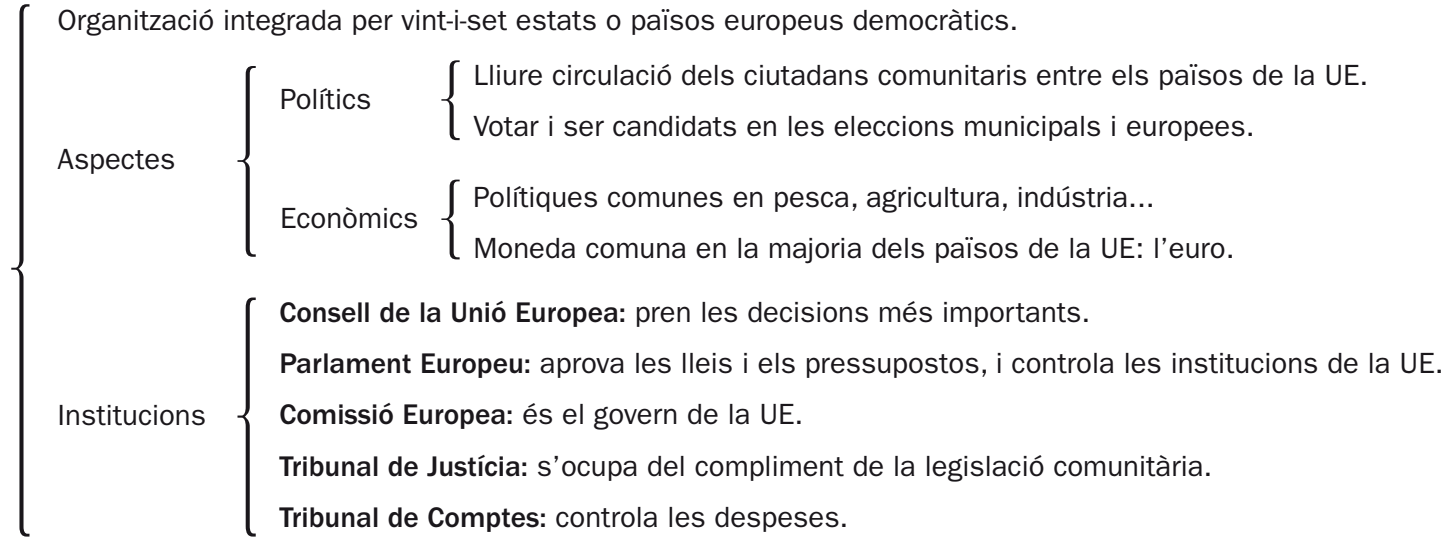 Organització integrada per vint-i-set estats o països europeus democràtics.
Aspectes
Polítics
Lliure circulació dels ciutadans comunitaris entre els països de la UE.
Votar i ser candidats en les eleccions municipals i europees.
Econòmics
Polítiques comunes en pesca, agricultura, indústria...
Moneda comuna en la majoria dels països de la UE: l’euro.
Institucions
Consell de la Unió Europea: pren les decisions més importants.
Parlament Europeu: aprova les lleis i els pressupostos, i controla les institucions de la UE.
Comissió Europea: és el govern de la UE.
Tribunal de Justícia: s’ocupa del compliment de la legislació comunitària.
Tribunal de Comptes: controla les despeses.